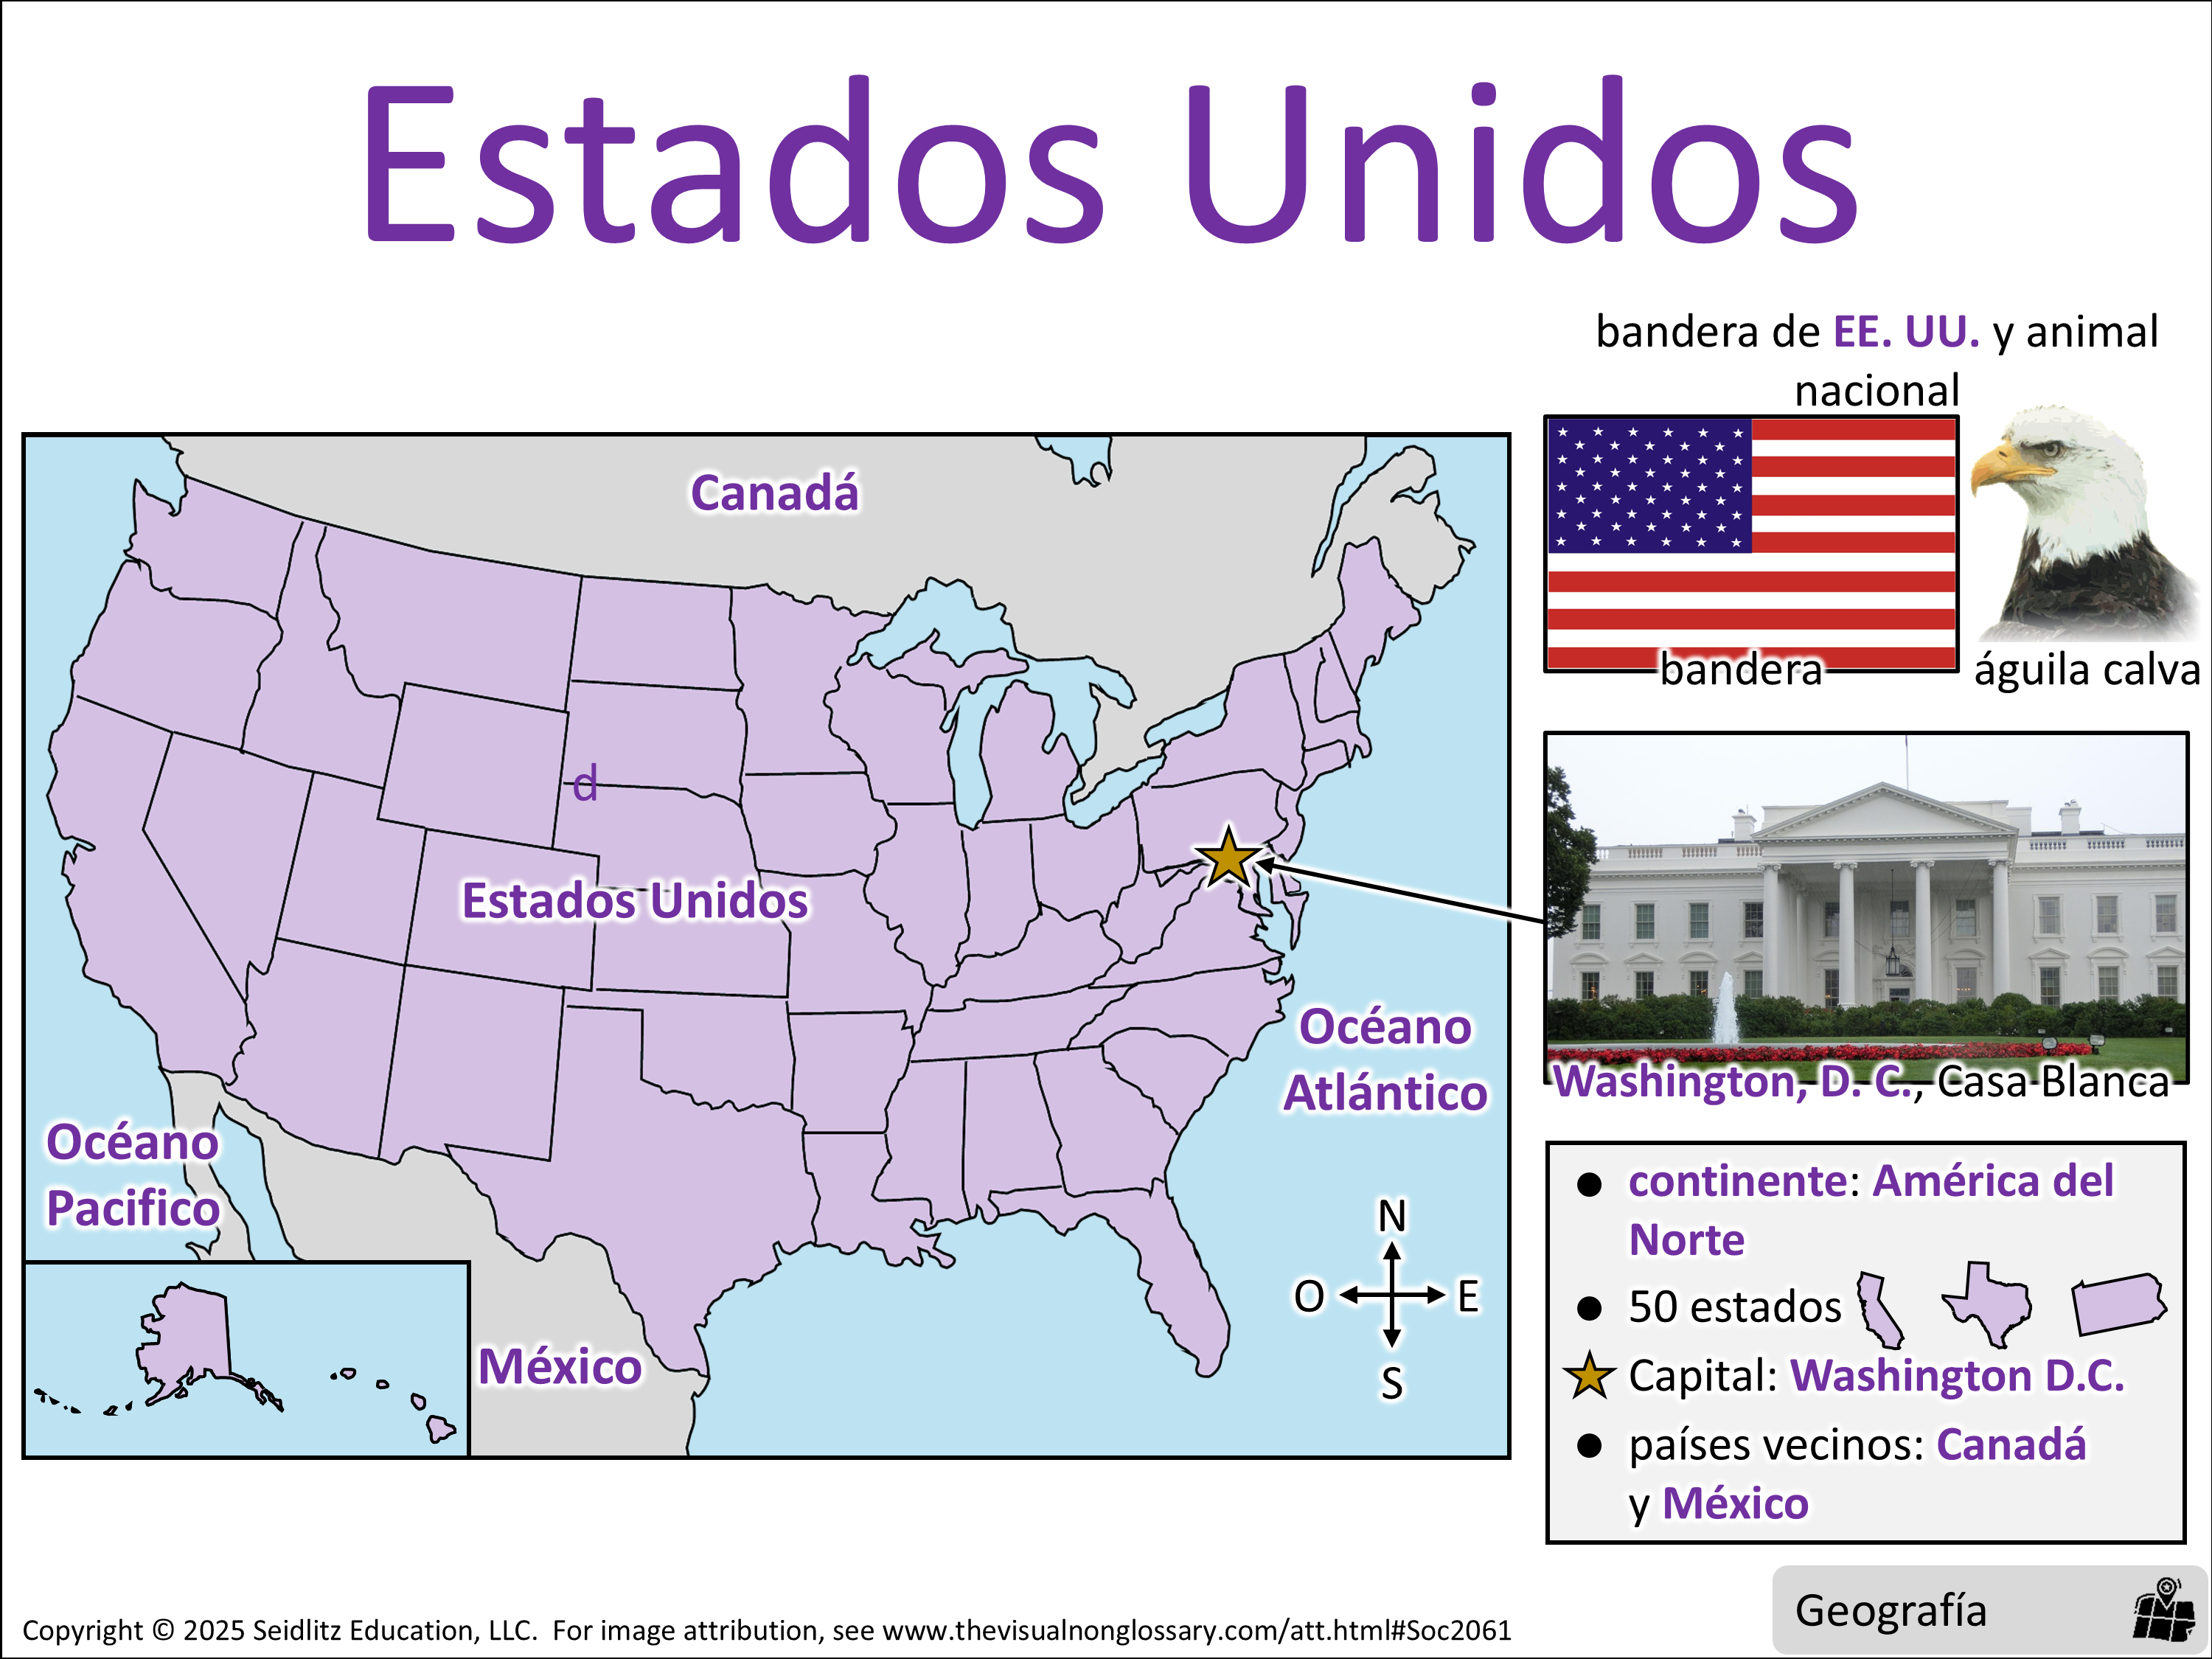 Estados Unidos
bandera de EE. UU. y animal
nacional
bandera
águila calva
Canadá
d
Estados Unidos
Océano
Atlántico
Océano
Pacifico
México
N
O
E
S
Washington, D. C., Casa Blanca
● continente: América del
Norte
● 50 estados
Capital: Washington D.C.
● países vecinos: Canadá
y México
Geografía
Copyright © 2025 Seidlitz Education, LLC. For image attribution, see www.thevisualnonglossary.com/att.html#Soc2061